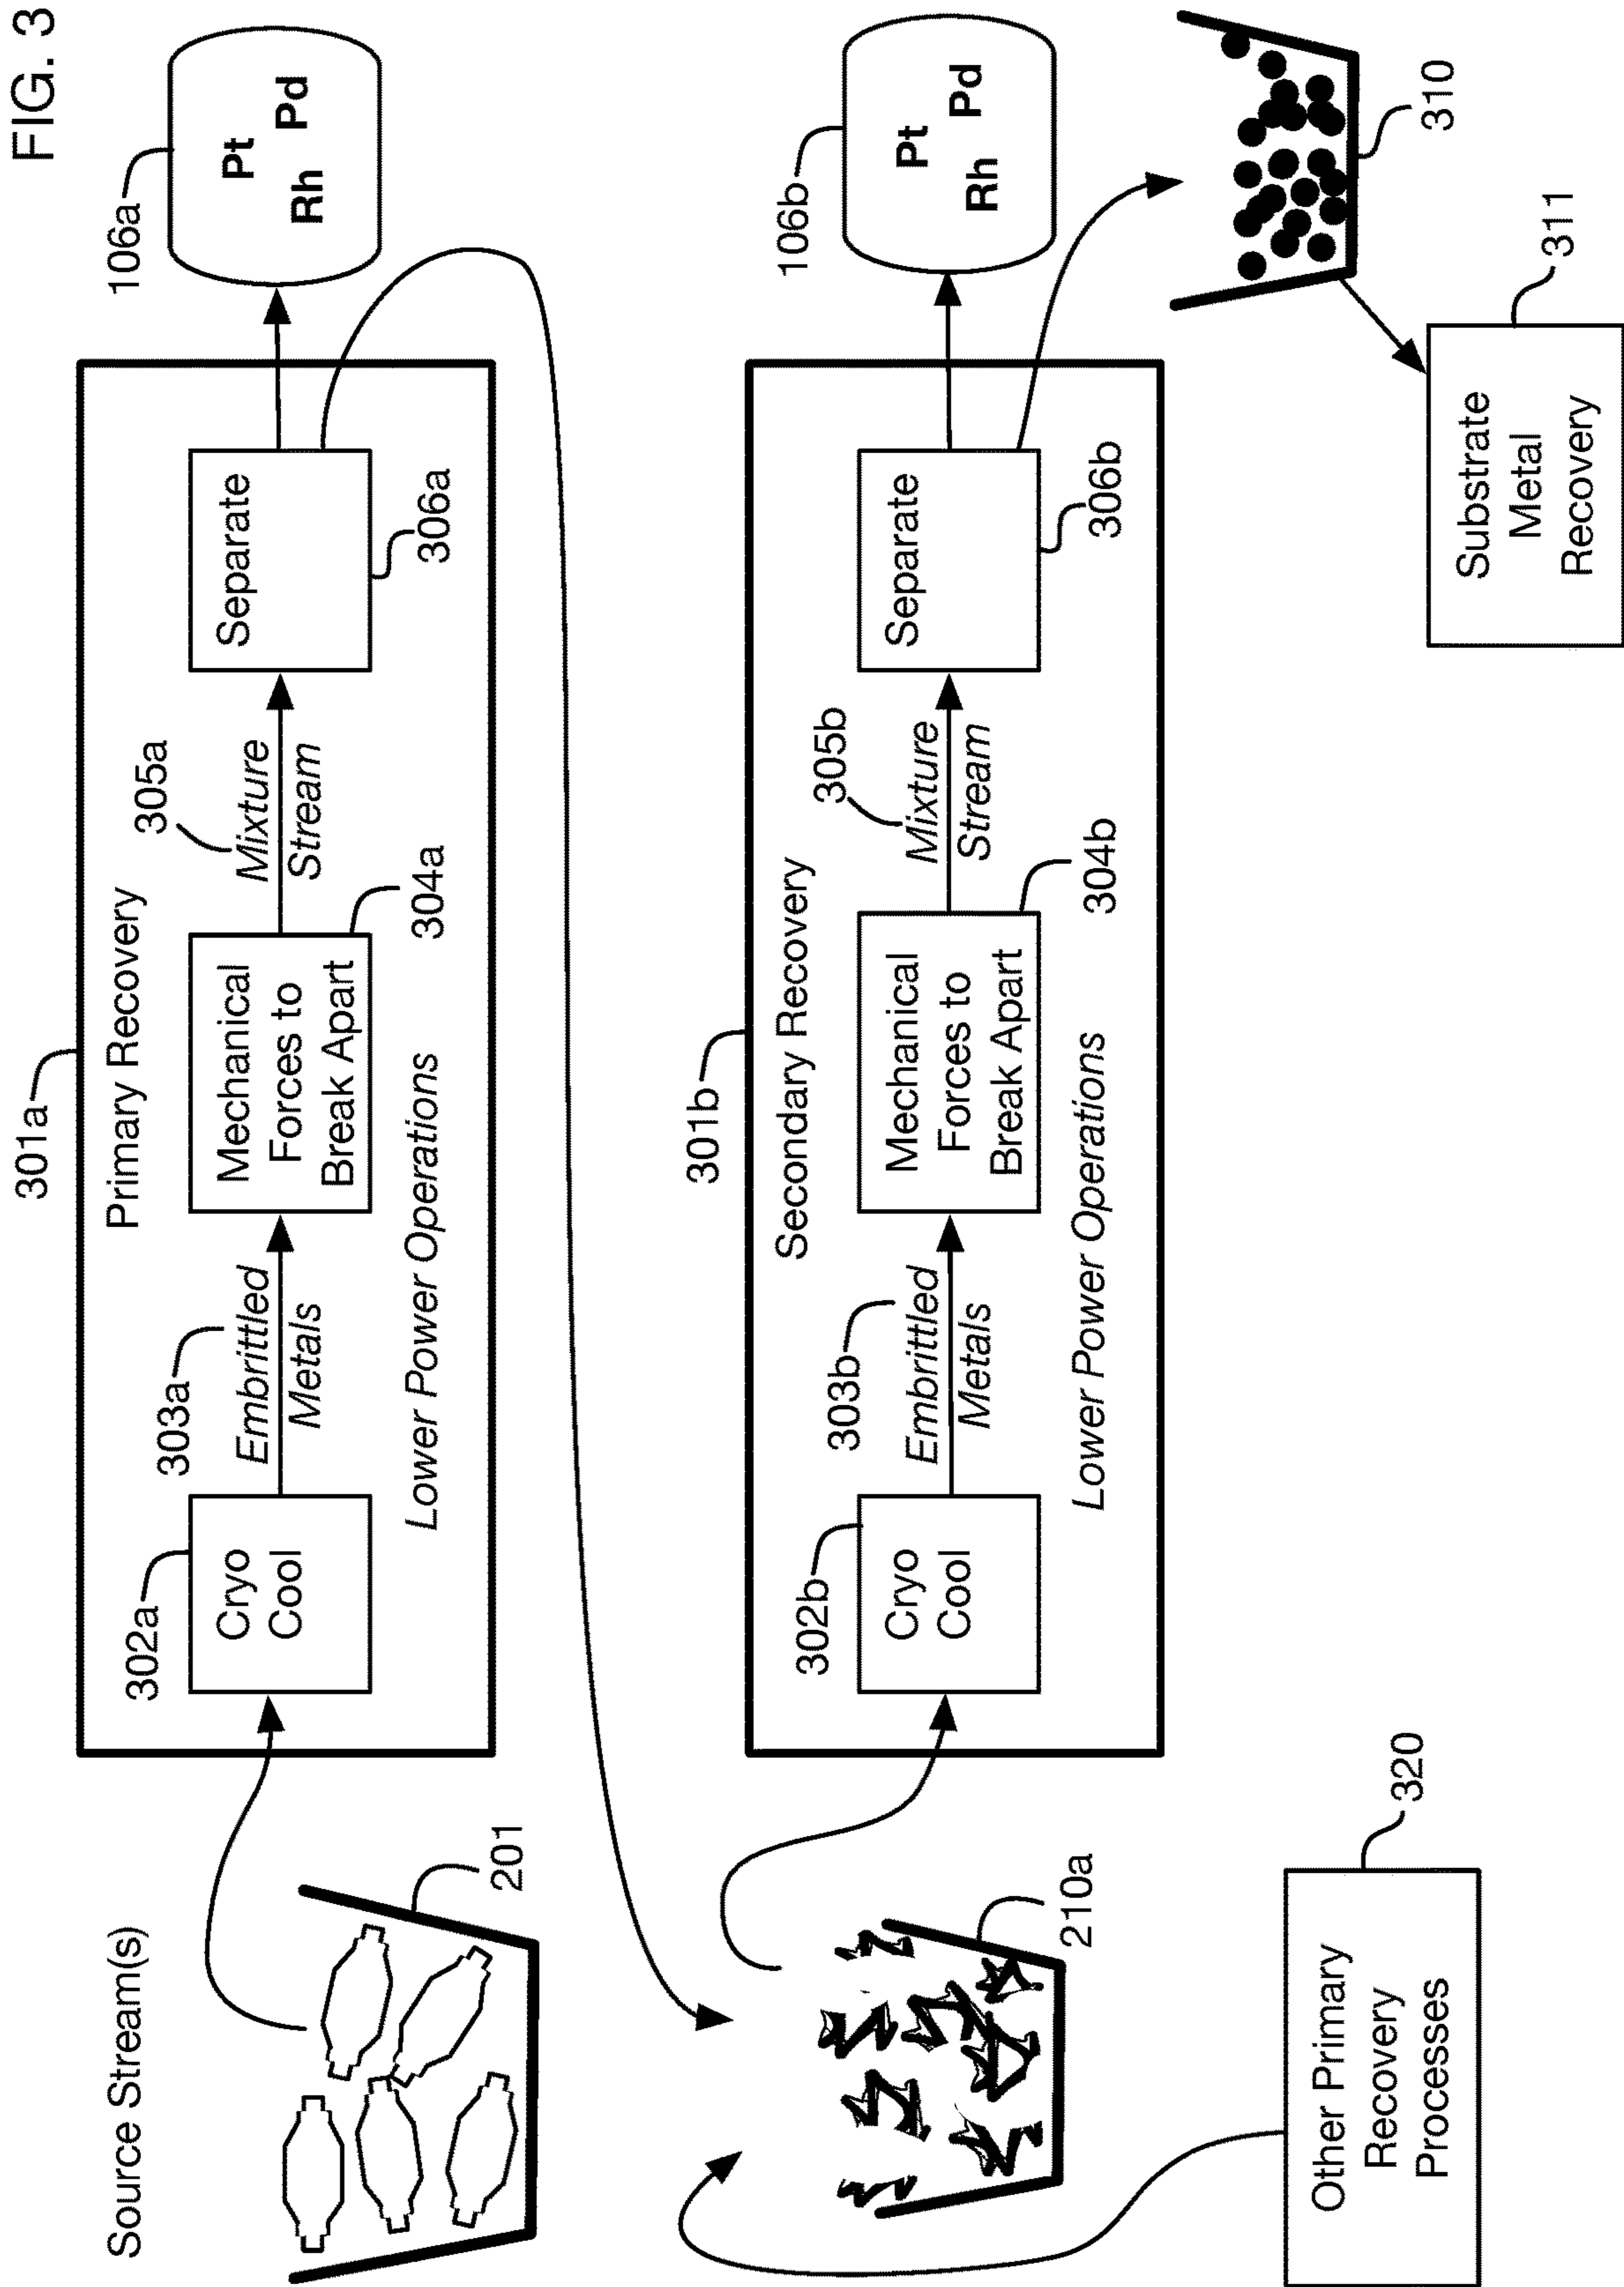 FIG. 3
301a
Primary Recovery
Source Stream(s)
201
302a
Cryo
Cool
303a
Embrittled
Metals
Mechanical
Forces to
Break Apart
304a
305a
Mixture
Stream
Separate
306a
Lower Power Operations
106a
Pt
Rh
Pd
301b
Secondary Recovery
210a
302b
Cryo
Cool
303b
Embrittled
Metals
Mechanical
Forces to
Break Apart
304b
305b
Mixture
Stream
Separate
306b
Lower Power Operations
106b
Pt
Rh
Pd
310
Other Primary
Recovery
Processes
320
Substrate
Metal
Recovery
311